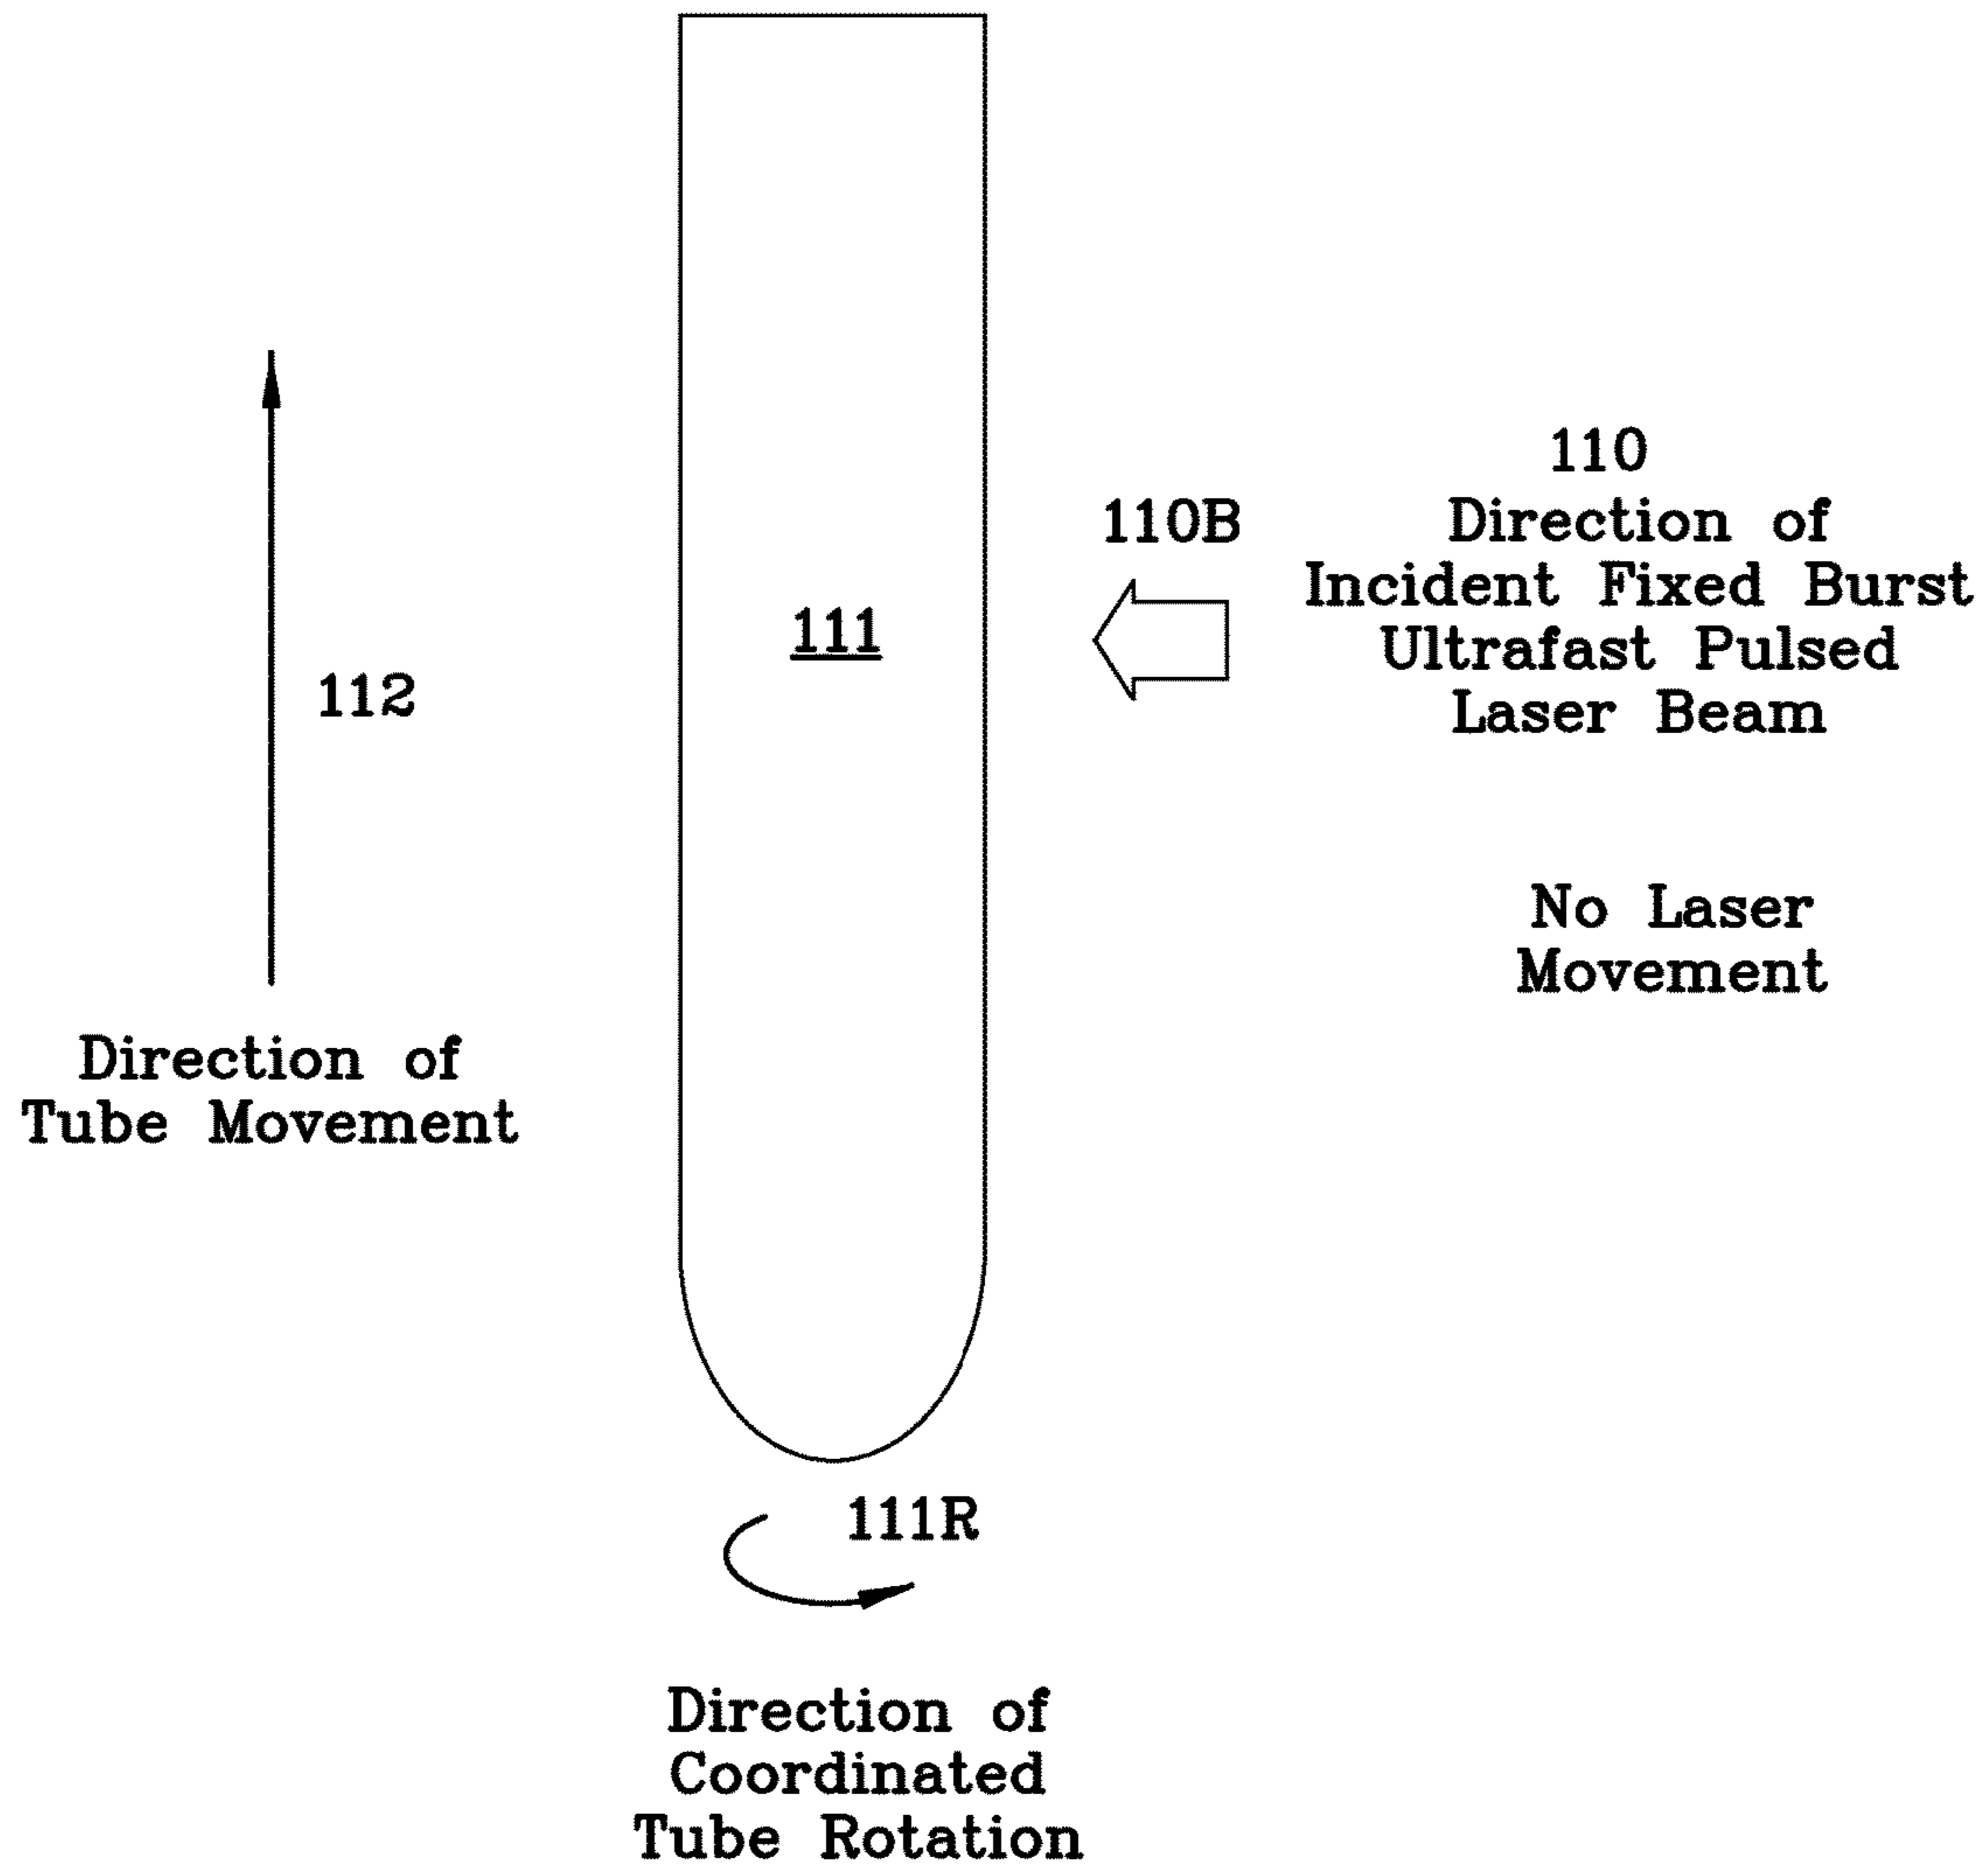 110
Direction of
Incident Fixed Burst
Ultrafast Pulsed
Laser Beam
110B
111
112
No Laser
Movement
Direction of
Tube Movement
111R
Direction of
Coordinated
Tube Rotation